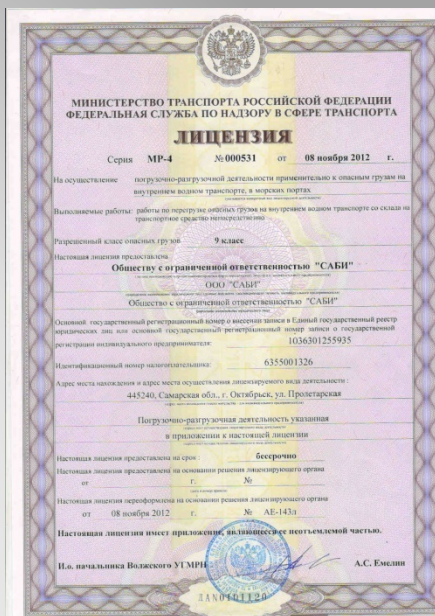 МИНИСТЕРСТВО ТРАНСПОРТА РОССИЙСКОЙ ФЕДЕРАЦИИ
ФЕДЕРАЛЬНАЯ СЛУЖБА ПО НАДЗОРУ В СФЕРЕ ТРАНСПОРТА
ЛИЦЕНЗИЯ
Серия МР-4 № 000531 от 08 ноября 2012 г.
На осуществление погрузочно-разгрузочной деятельности применительно к опасным грузам на
внутреннем водном транспорте, в морских портах
Выполняемые работы: работы по перегрузке опасных грузов на внутреннем водном транспорте со склада на
транспортное средство непосредственно
Разрешенный класс опасных грузов 9 класс
Настоящая лицензия предоставлена
Обществу с ограниченной ответственностью "САБИ"
ООО "САБИ"
Общество с ограниченной ответственностью "САБИ"
Основной государственный регистрационный номер о внесении записи в Единый государственный реестр
юридических лиц или основной государственный регистрационный номер записи о государственной
регистрации индивидуального предпринимателя: 1036301255935
Идентификационный номер налогоплательщика: 6355001326
Адрес места нахождения и адрес места осуществления лицензируемого вида деятельности :
445240, Самарская обл., г. Октябрьск, ул. Пролетарская
Погрузочно-разгрузочная деятельность указанная
в приложении к настоящей лицензии
Настоящая лицензия предоставлена на срок : бессрочно
Настоящая лицензия предоставлена на основании решения лицензирующего органа
от г. №
Настоящая лицензия переоформлена на основании решения лицензирующего органа
от 08 ноября 2012 г. № АЕ-143л
Настоящая лицензия имеет приложение, являющееся ее неотъемлемой частью.
И.о. начальника Волжского УГМРН А.С. Емелин